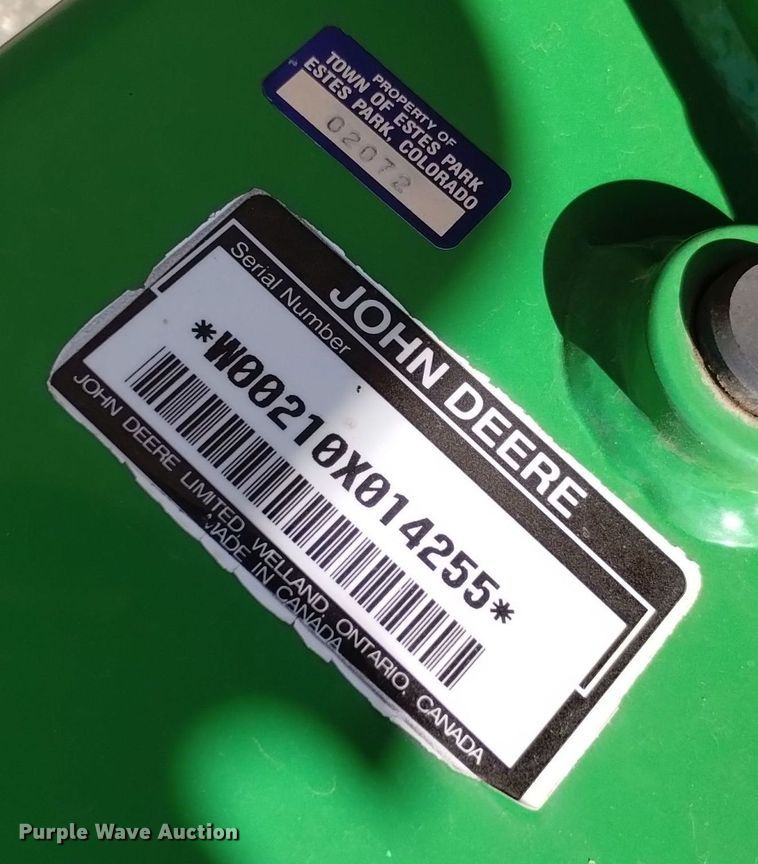 PROPERTY OF
TOWN OF ESTES PARK
ESTES PARK, COLORADO
02072
JOHN DEERE
Serial Number
*W00210X014255*
JOHN DEERE LIMITED, WELLAND, ONTARIO, CANADA
MADE IN CANADA
Purple Wave Auction